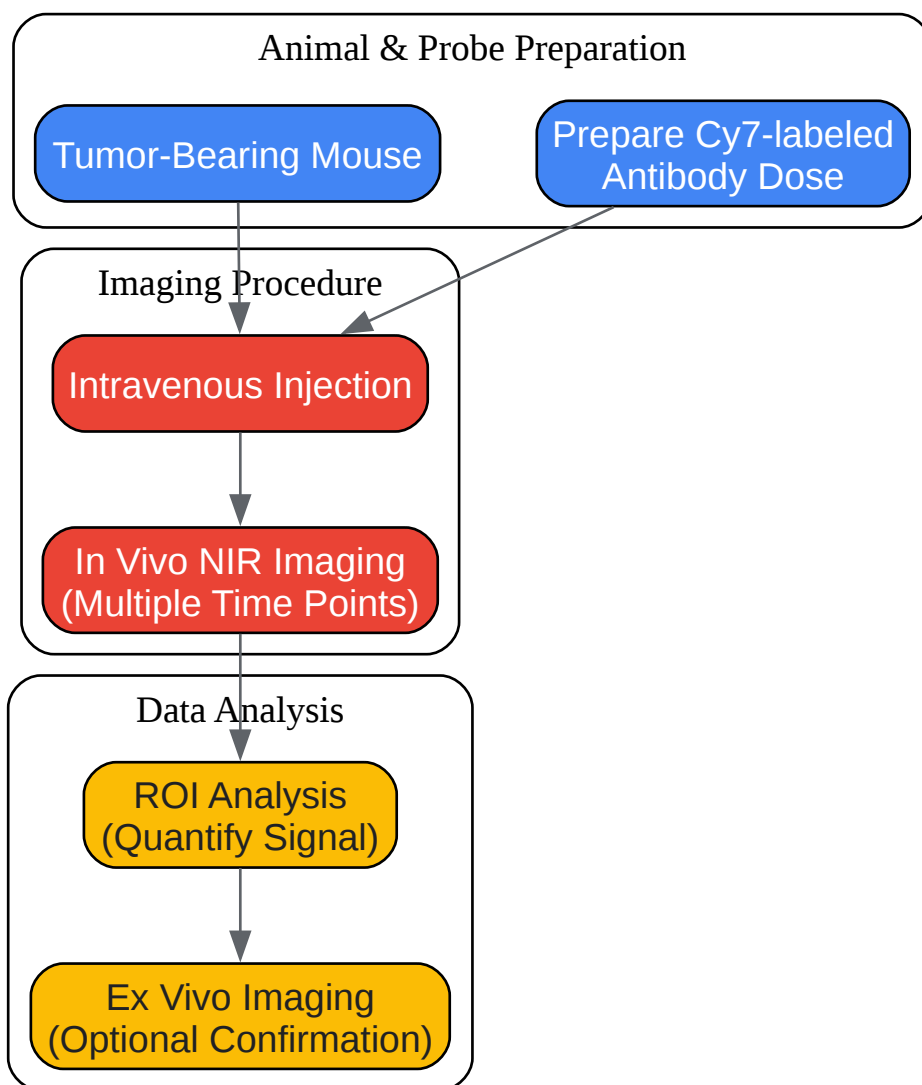 Animal & Probe Preparation
Tumor-Bearing Mouse
Prepare Cy7-labeled
Antibody Dose
Imaging Procedure
Intravenous Injection
In Vivo NIR Imaging
(Multiple Time Points)
Data Analysis
ROI Analysis
(Quantify Signal)
Ex Vivo Imaging
(Optional Confirmation)